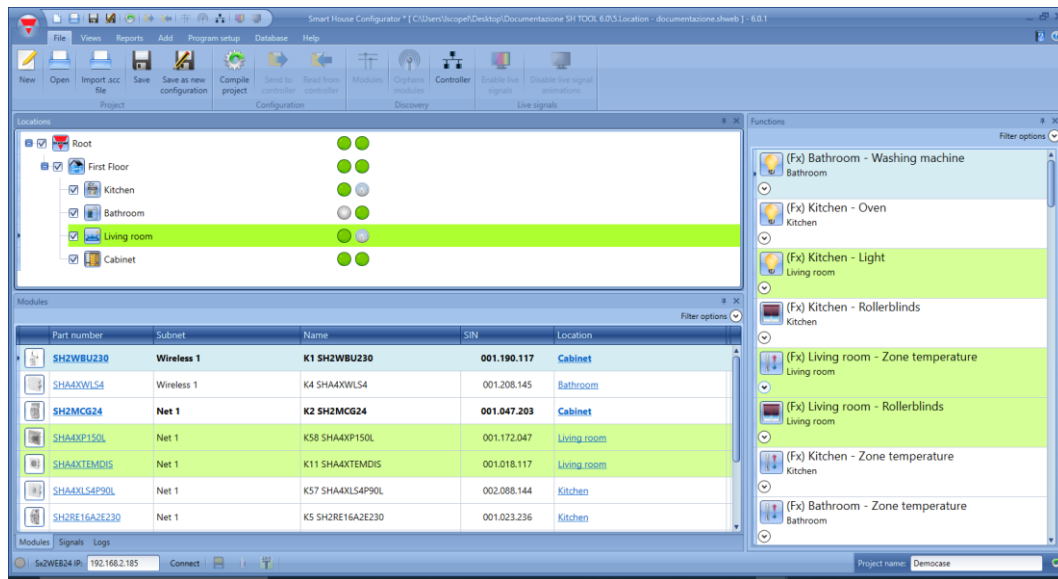 Smart House Configurator * [ C:\Users\lscopel\Desktop\Documentazione SH TOOL 6.0\5.Location - documentazione.shweb ] - 6.0.1
File Views Reports Add Program setup Database Help
New Open Import .scc file Save Save as new configuration Compile project Send to controller Read from controller Modules Orphans modules Controller Enable live signals Disable live signal animations
Project Configuration Discovery Live signals
Locations
Root
First Floor
Kitchen
Bathroom
Living room
Cabinet
Modules
Filter options
Part number Subnet Name SIN Location
SH2WBU230 Wireless 1 K1 SH2WBU230 001.190.117 Cabinet
SHA4XWLS4 Wireless 1 K4 SHA4XWLS4 001.208.145 Bathroom
SH2MCG24 Net 1 K2 SH2MCG24 001.047.203 Cabinet
SHA4XP150L Net 1 K58 SHA4XP150L 001.172.047 Living room
SHA4XTEMDIS Net 1 K11 SHA4XTEMDIS 001.018.117 Living room
SHA4XLS4P90L Net 1 K57 SHA4XLS4P90L 002.088.144 Kitchen
SH2RE16A2E230 Net 1 K5 SH2RE16A2E230 001.023.236 Kitchen
Modules Signals Logs
Functions
Filter options
(Fx) Bathroom - Washing machine
Bathroom
(Fx) Kitchen - Oven
Kitchen
(Fx) Kitchen - Light
Living room
(Fx) Kitchen - Rollerblinds
Kitchen
(Fx) Living room - Zone temperature
Living room
(Fx) Living room - Rollerblinds
Living room
(Fx) Kitchen - Zone temperature
Kitchen
(Fx) Bathroom - Zone temperature
Bathroom
Sx2WEB24 IP: 192.168.2.185 Connect
Project name: Democase